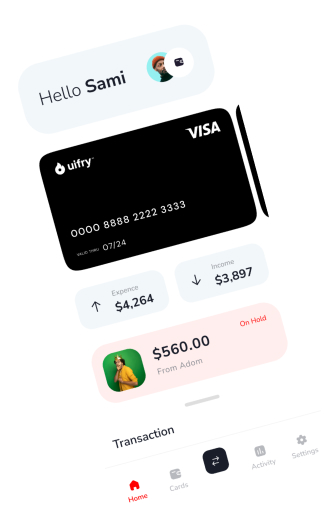 Hello Sami
uifry
VISA
0000 8888 2222 3333
VALID THRU 07/24
Expence
$4,264
Income
$3,897
On Hold
$560.00
From Adom
Transaction
Home
Cards
Activity
Settings